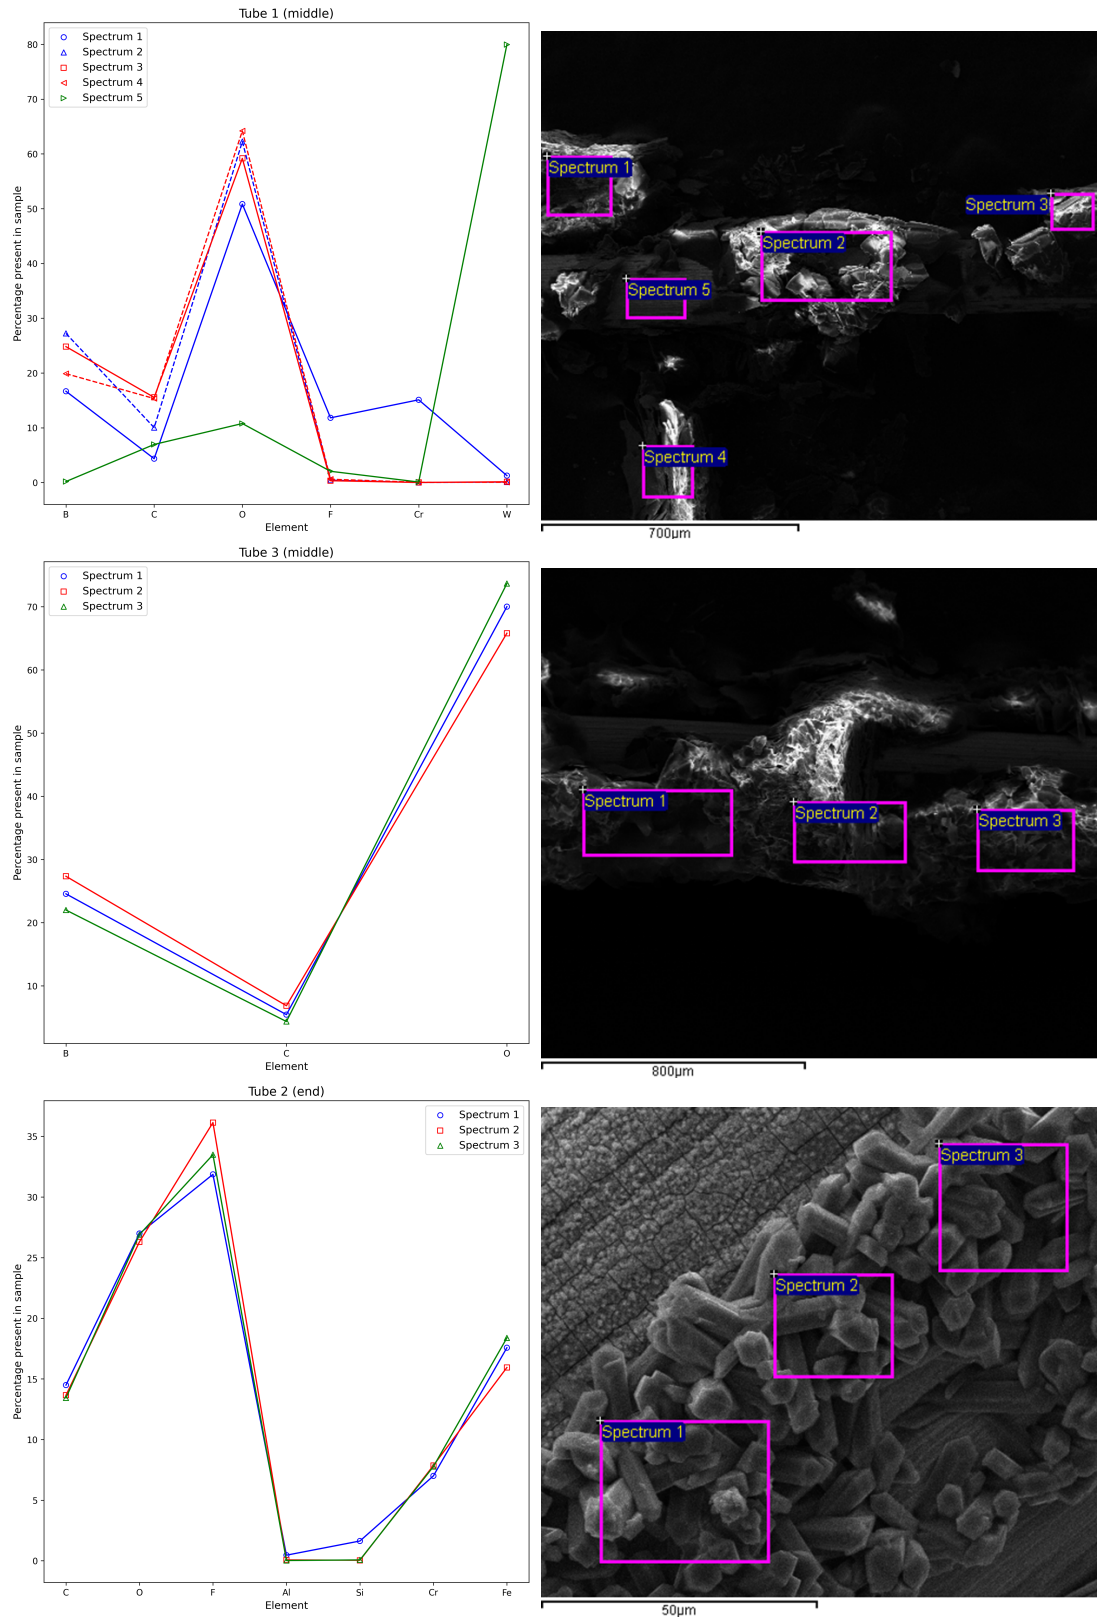 Tube 1 (middle)
Spectrum 1
Spectrum 2
Spectrum 3
Spectrum 4
Spectrum 5
Percentage present in sample
80
70
60
50
40
30
20
10
0
B C O F Cr W
Element
Spectrum 1
Spectrum 3
Spectrum 2
Spectrum 5
Spectrum 4
700µm
Tube 3 (middle)
Spectrum 1
Spectrum 2
Spectrum 3
Percentage present in sample
70
60
50
40
30
20
10
B C O
Element
Spectrum 1
Spectrum 2
Spectrum 3
800µm
Tube 2 (end)
Spectrum 1
Spectrum 2
Spectrum 3
Percentage present in sample
35
30
25
20
15
10
5
0
C O F Al Si Cr Fe
Element
Spectrum 3
Spectrum 2
Spectrum 1
50µm